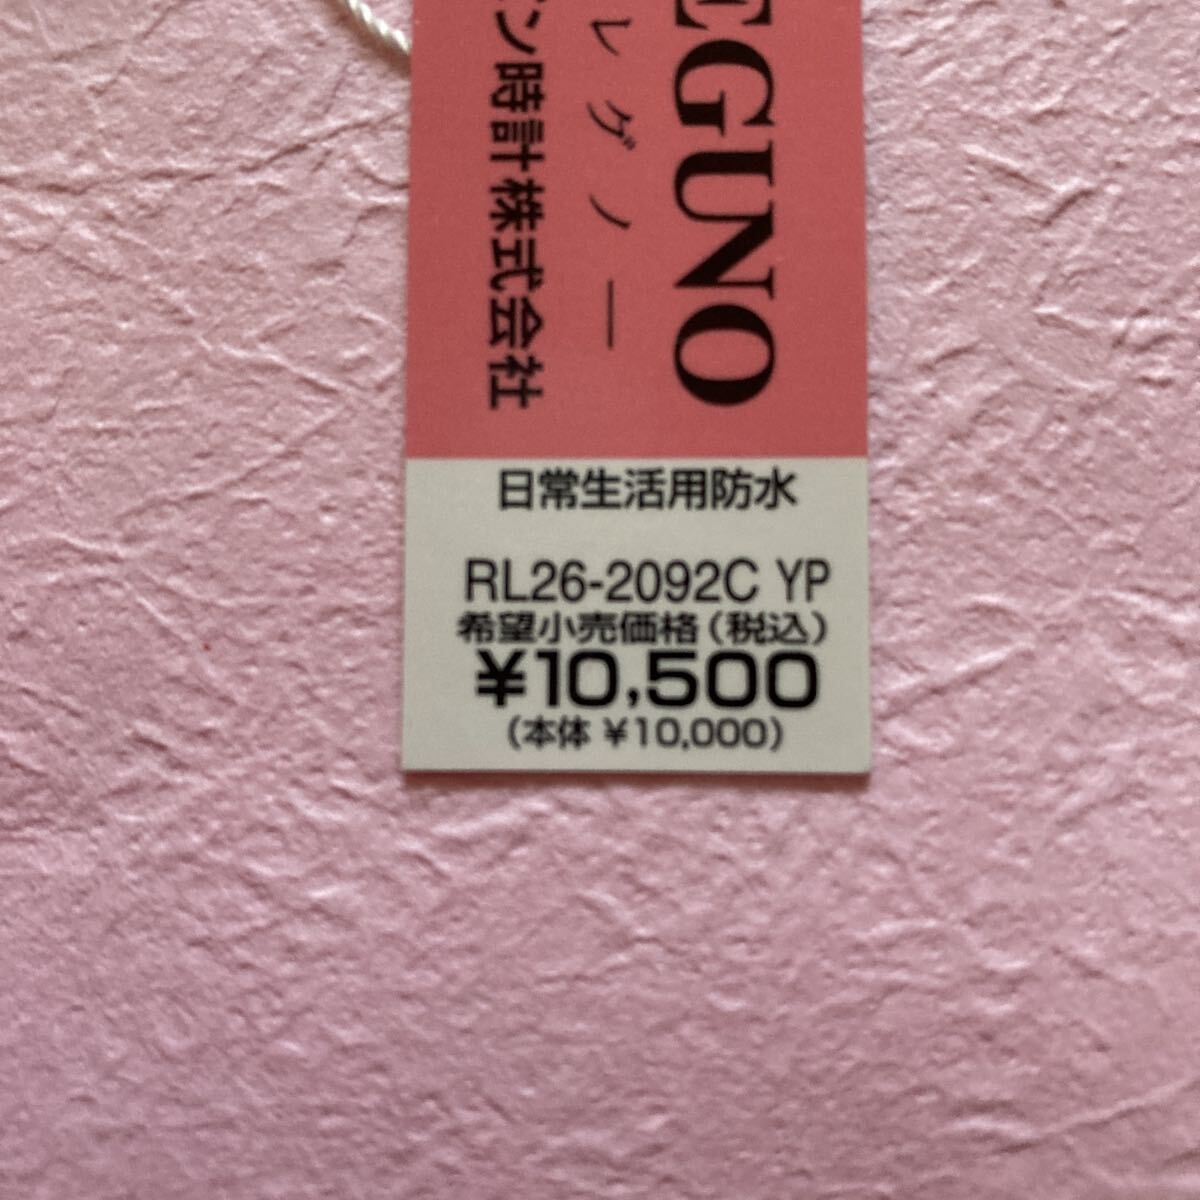 EGUNO
レグノー
ン時計株式会社
日常生活用防水
RL26-2092C YP
希望小売価格(税込)
¥10,500
(本体 ¥10,000)